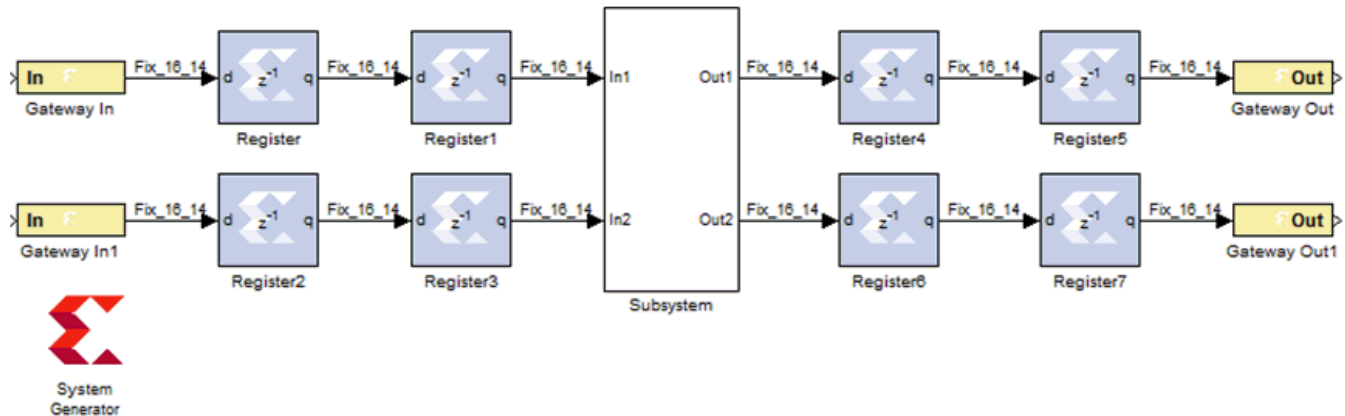 Fix_16_14 Fix_16_14 Fix_16_14 Fix_16_14 Fix_16_14 Fix_16_14
In d z-1 q d z-1 q In1 Out1 d z-1 q d z-1 q Out
Gateway In Gateway Out
Register Register1 Register4 Register5
Fix_16_14 Fix_16_14 Fix_16_14 Fix_16_14 Fix_16_14 Fix_16_14
In d z-1 q d z-1 q In2 Out2 d z-1 q d z-1 q Out
Gateway In1 Gateway Out1
Register2 Register3 Register6 Register7
Subsystem
System
Generator